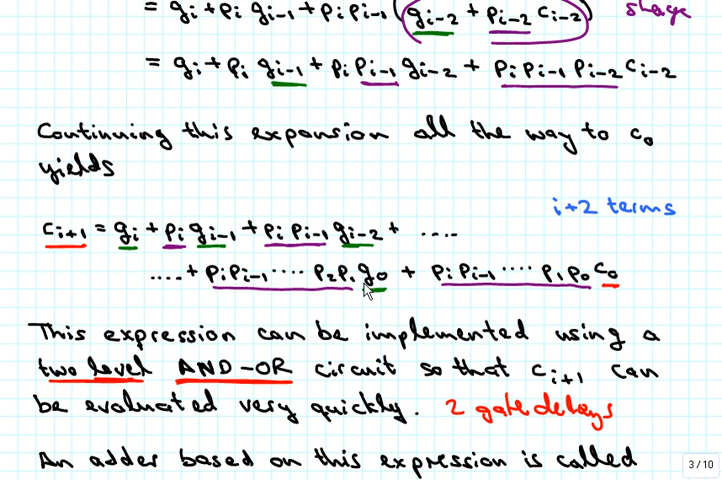 = gᵢ + pᵢ gᵢ₋₁ + pᵢ pᵢ₋₁ ( gᵢ₋₂ + pᵢ₋₂ cᵢ₋₂ ) stage
= gᵢ + pᵢ gᵢ₋₁ + pᵢ pᵢ₋₁ gᵢ₋₂ + pᵢ pᵢ₋₁ pᵢ₋₂ cᵢ₋₂
Continuing this expansion all the way to c₀
yields
i+2 terms
cᵢ₊₁ = gᵢ + pᵢ gᵢ₋₁ + pᵢ pᵢ₋₁ gᵢ₋₂ + ....
.... + pᵢ pᵢ₋₁ .... p₂ p₁ g₀ + pᵢ pᵢ₋₁ .... p₁ p₀ c₀
This expression can be implemented using a
two level AND-OR circuit so that cᵢ₊₁ can
be evaluated very quickly. 2 gate delays
An adder based on this expression is called
3 / 10